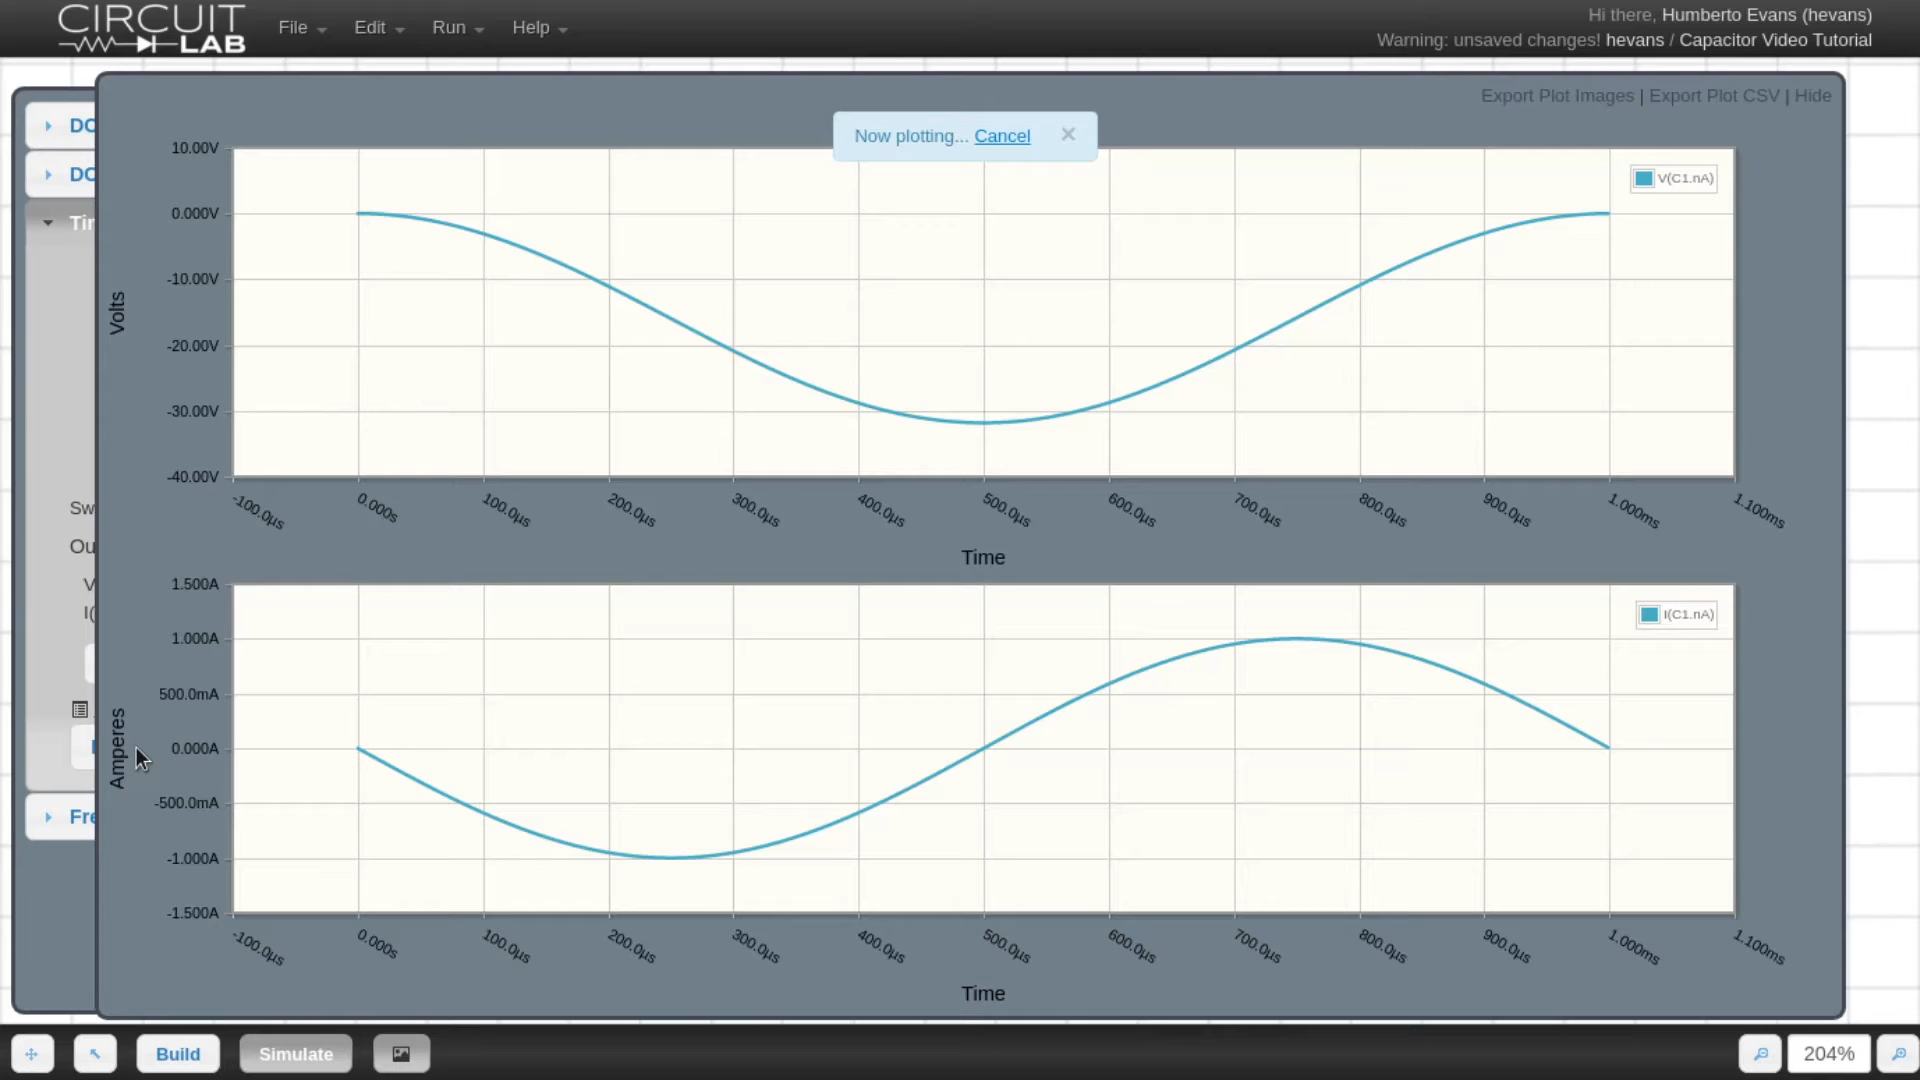 CIRCUIT
LAB
File Edit Run Help
Hi there, Humberto Evans (hevans)
Warning: unsaved changes! hevans / Capacitor Video Tutorial
Export Plot Images | Export Plot CSV | Hide
Now plotting... Cancel ×
DC
DC
Tir
Sw
Ou
V
I(
Fre
V(C1.nA)
10.00V
0.000V
-10.00V
-20.00V
-30.00V
-40.00V
Volts
-100.0µs 0.000s 100.0µs 200.0µs 300.0µs 400.0µs 500.0µs 600.0µs 700.0µs 800.0µs 900.0µs 1.000ms 1.100ms
Time
I(C1.nA)
1.500A
1.000A
500.0mA
0.000A
-500.0mA
-1.000A
-1.500A
Amperes
-100.0µs 0.000s 100.0µs 200.0µs 300.0µs 400.0µs 500.0µs 600.0µs 700.0µs 800.0µs 900.0µs 1.000ms 1.100ms
Time
Build Simulate 204%